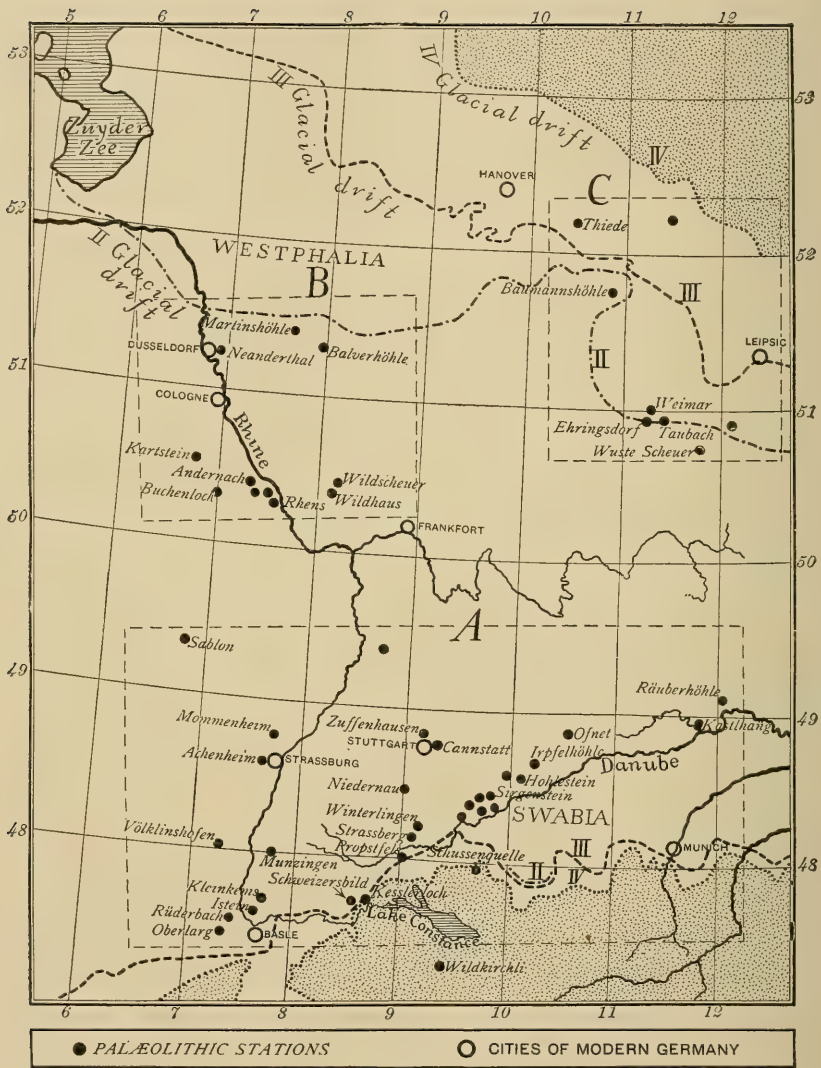 5 6 7 8 9 10 11 12
53
53
52
52
51
51
50
50
49
49
48
48
Zuyder
Zee
III Glacial drift
IV Glacial drift
IV
HANOVER
C
Thiede
WESTPHALIA
II Glacial
drift
B
Baumannshöhle
III
Martinshöhle
DUSSELDORF
Neanderthal
Balverhöhle
II
LEIPSIC
COLOGNE
Rhine
Weimar
Ehringsdorf
Taubach
Wuste Scheuer
Kartstein
Andernach
Wildscheuer
Buchenloch
Rhens
Wildhaus
FRANKFORT
A
Sablon
Räuberhöhle
Mommenheim
Zuffenhausen
Ofnet
Kastlhang
STUTTGART
Cannstatt
Irpfelhöhle
Achenheim
STRASSBURG
Danube
Niedernau
Hohlestein
Sirgenstein
Winterlingen
SWABIA
Strassberg
Völklinshofen
Propstfels
Schussenquelle
III
MUNICH
Munzingen
II
IV
Schweizersbild
Kleinkems
Kesslerloch
Istein
Rüderbach
Lake Constance
Oberlarg
BASLE
Wildkirchli
6 7 8 9 10 11 12
PALÆOLITHIC STATIONS
CITIES OF MODERN GERMANY